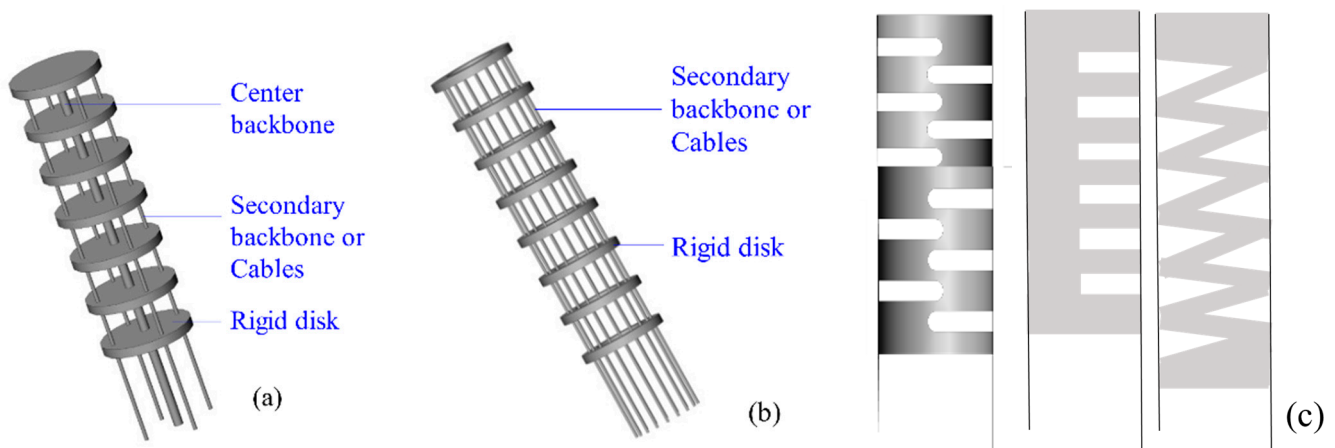 Center
backbone
Secondary
backbone or
Cables
Rigid disk
(a)
Secondary
backbone or
Cables
Rigid disk
(b)
(c)